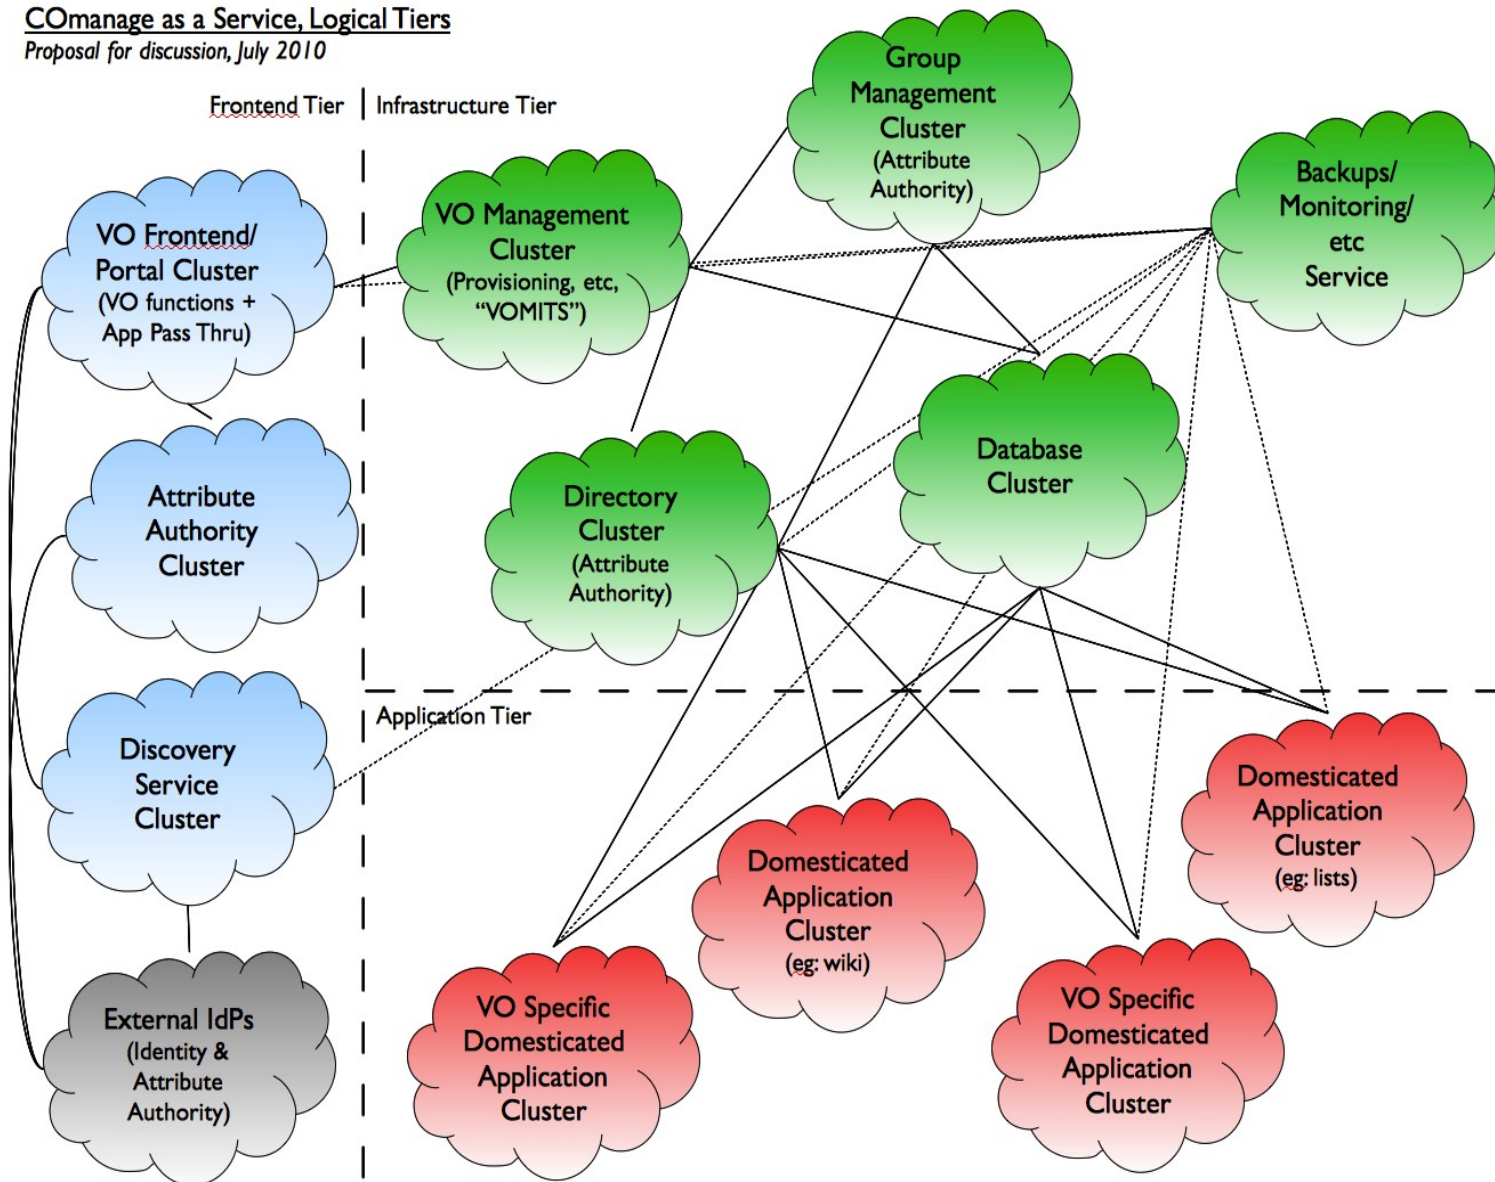 COmanage as a Service, Logical Tiers
Proposal for discussion, July 2010
Frontend Tier
Infrastructure Tier
Group
Management
Cluster
(Attribute
Authority)
Backups/
Monitoring/
etc
Service
VO Management
Cluster
(Provisioning, etc,
“VOMITS”)
VO Frontend/
Portal Cluster
(VO functions +
App Pass Thru)
Database
Cluster
Directory
Cluster
(Attribute
Authority)
Attribute
Authority
Cluster
Application Tier
Discovery
Service
Cluster
Domesticated
Application
Cluster
(eg: lists)
Domesticated
Application
Cluster
(eg: wiki)
External IdPs
(Identity &
Attribute
Authority)
VO Specific
Domesticated
Application
Cluster
VO Specific
Domesticated
Application
Cluster